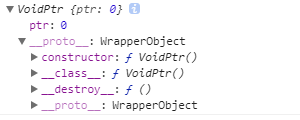 ▼ VoidPtr {ptr: 0} i
ptr: 0
▼ __proto__: WrapperObject
▶ constructor: ƒ VoidPtr()
▶ __class__: ƒ VoidPtr()
▶ __destroy__: ƒ ()
▶ __proto__: WrapperObject